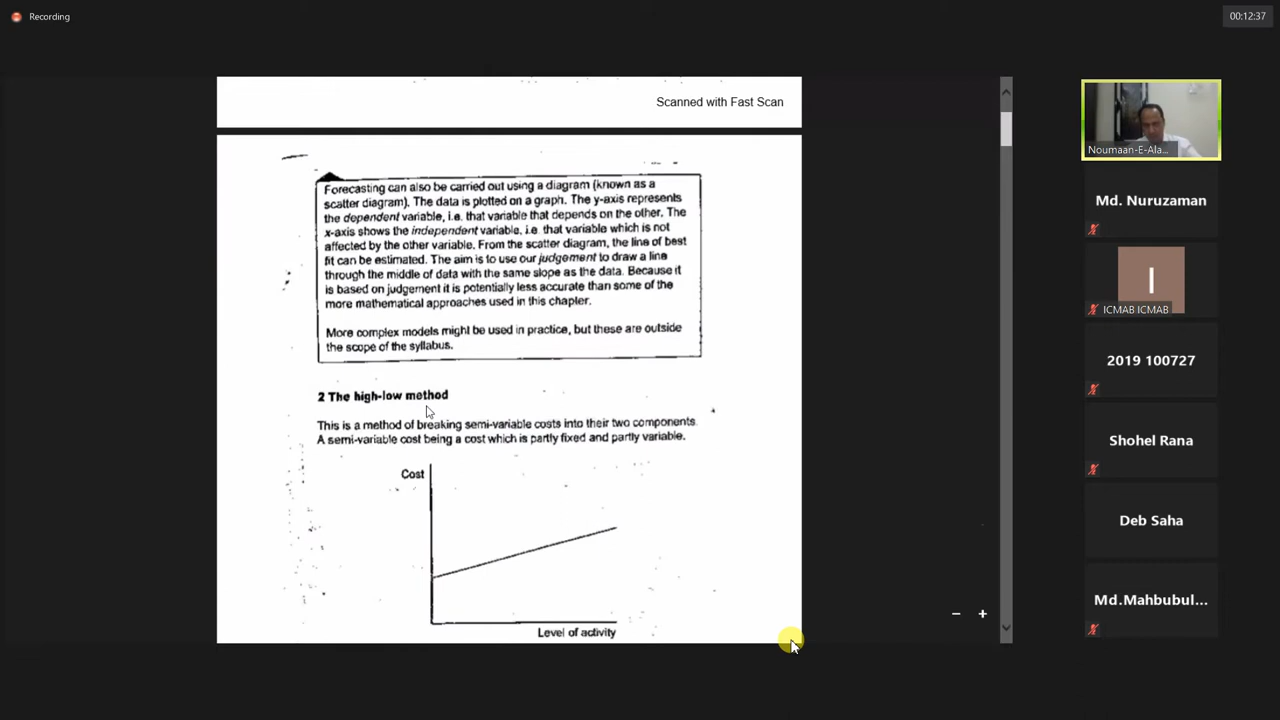 Recording
00:12:37
Scanned with Fast Scan
Forecasting can also be carried out using a diagram (known as a
scatter diagram). The data is plotted on a graph. The y-axis represents
the dependent variable, i.e. that variable that depends on the other. The
x-axis shows the independent variable, i.e. that variable which is not
affected by the other variable. From the scatter diagram, the line of best
fit can be estimated. The aim is to use our judgement to draw a line
through the middle of data with the same slope as the data. Because it
is based on judgement it is potentially less accurate than some of the
more mathematical approaches used in this chapter.
More complex models might be used in practice, but these are outside
the scope of the syllabus.
2 The high-low method
This is a method of breaking semi-variable costs into their two components.
A semi-variable cost being a cost which is partly fixed and partly variable.
Cost
Level of activity
Noumaan-E-Ala...
Md. Nuruzaman
I
ICMAB ICMAB
2019 100727
Shohel Rana
Deb Saha
Md.Mahbubul...